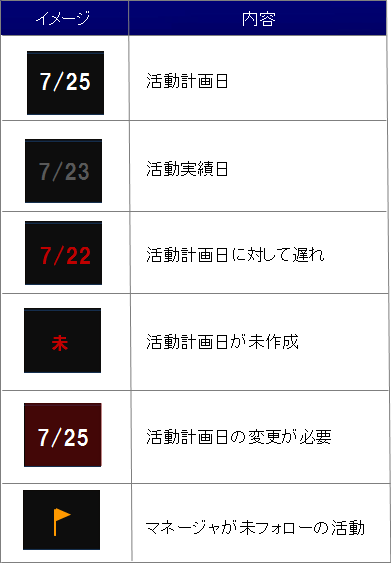 イメージ 内容
7/25 活動計画日
7/23 活動実績日
7/22 活動計画日に対して遅れ
未 活動計画日が未作成
7/25 活動計画日の変更が必要
マネージャが未フォローの活動